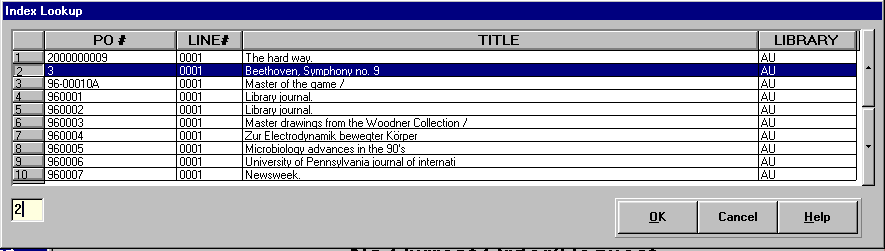 Index Lookup
PO # LINE# TITLE LIBRARY
1 2000000009 0001 The hard way. AU
2 3 0001 Beethoven, Symphony no. 9 AU
3 96-00010A 0001 Master of the game / AU
4 960001 0001 Library journal. AU
5 960002 0001 Library journal. AU
6 960003 0001 Master drawings from the Woodner Collection / AU
7 960004 0001 Zur Electrodynamik bewegter Körper AU
8 960005 0001 Microbiology advances in the 90's AU
9 960006 0001 University of Pennsylvania journal of internati AU
10 960007 0001 Newsweek. AU
2
OK Cancel Help